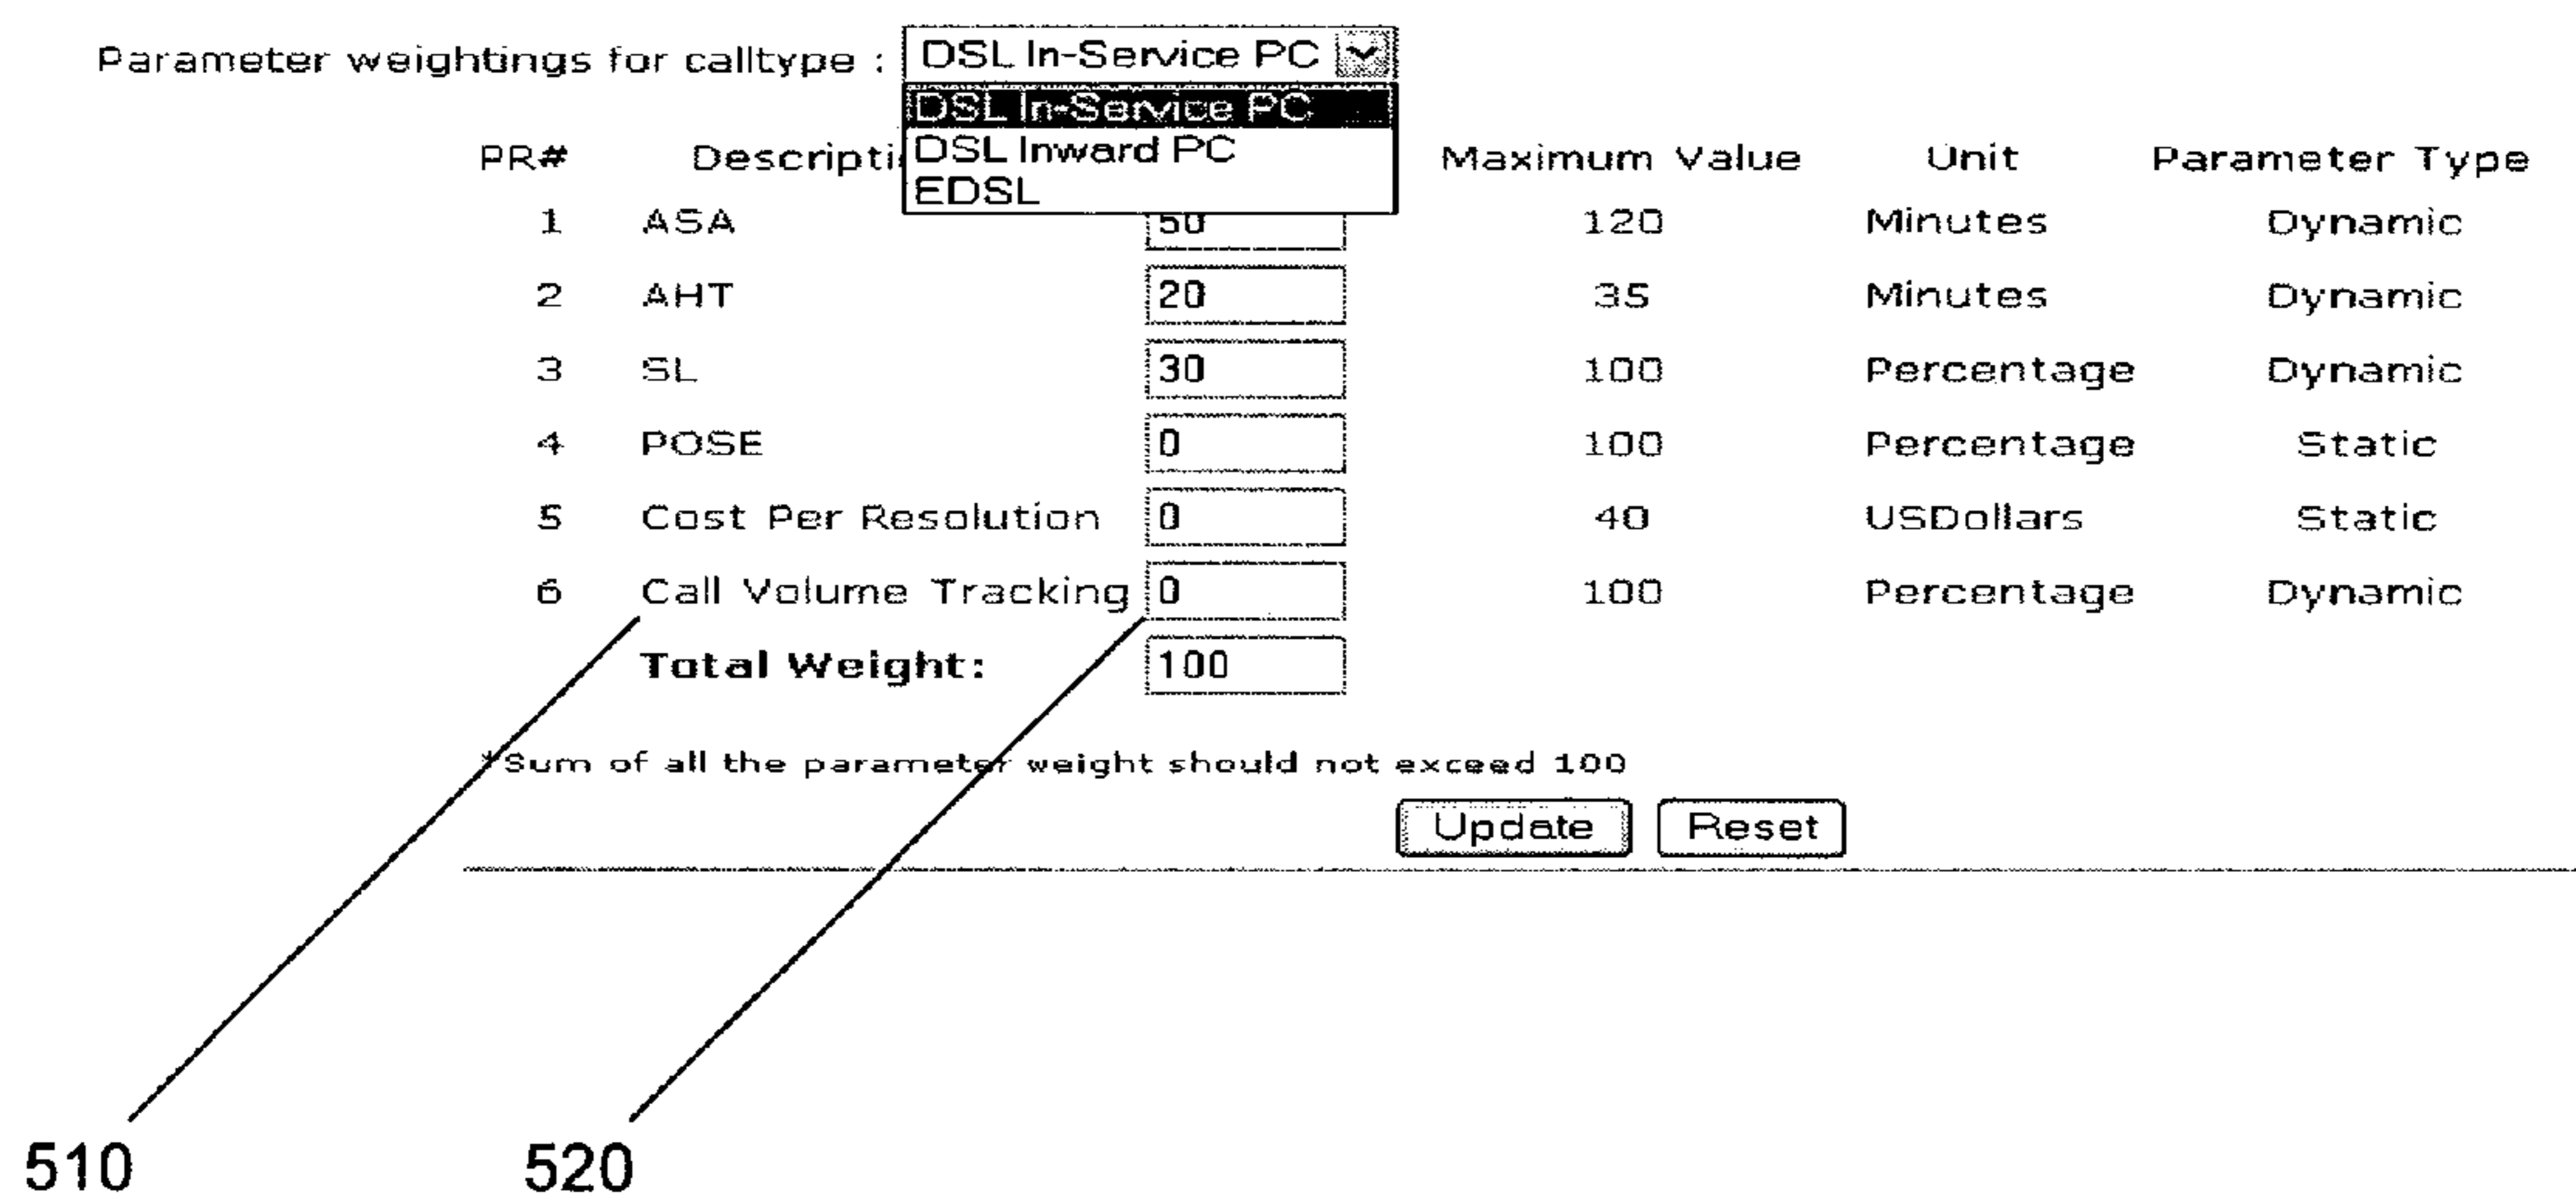 Parameter weightings for calltype : DSL In-Service PC
DSL In-Service PC
DSL Inward PC
EDSL
PR# Maximum Value Unit Parameter Type
1 ASA 50 120 Minutes Dynamic
2 AHT 20 35 Minutes Dynamic
3 SL 30 100 Percentage Dynamic
4 POSE 0 100 Percentage Static
5 Cost Per Resolution 0 40 USDollars Static
6 Call Volume Tracking 0 100 Percentage Dynamic
Total Weight: 100
*Sum of all the parameter weight should not exceed 100
Update Reset
510 520